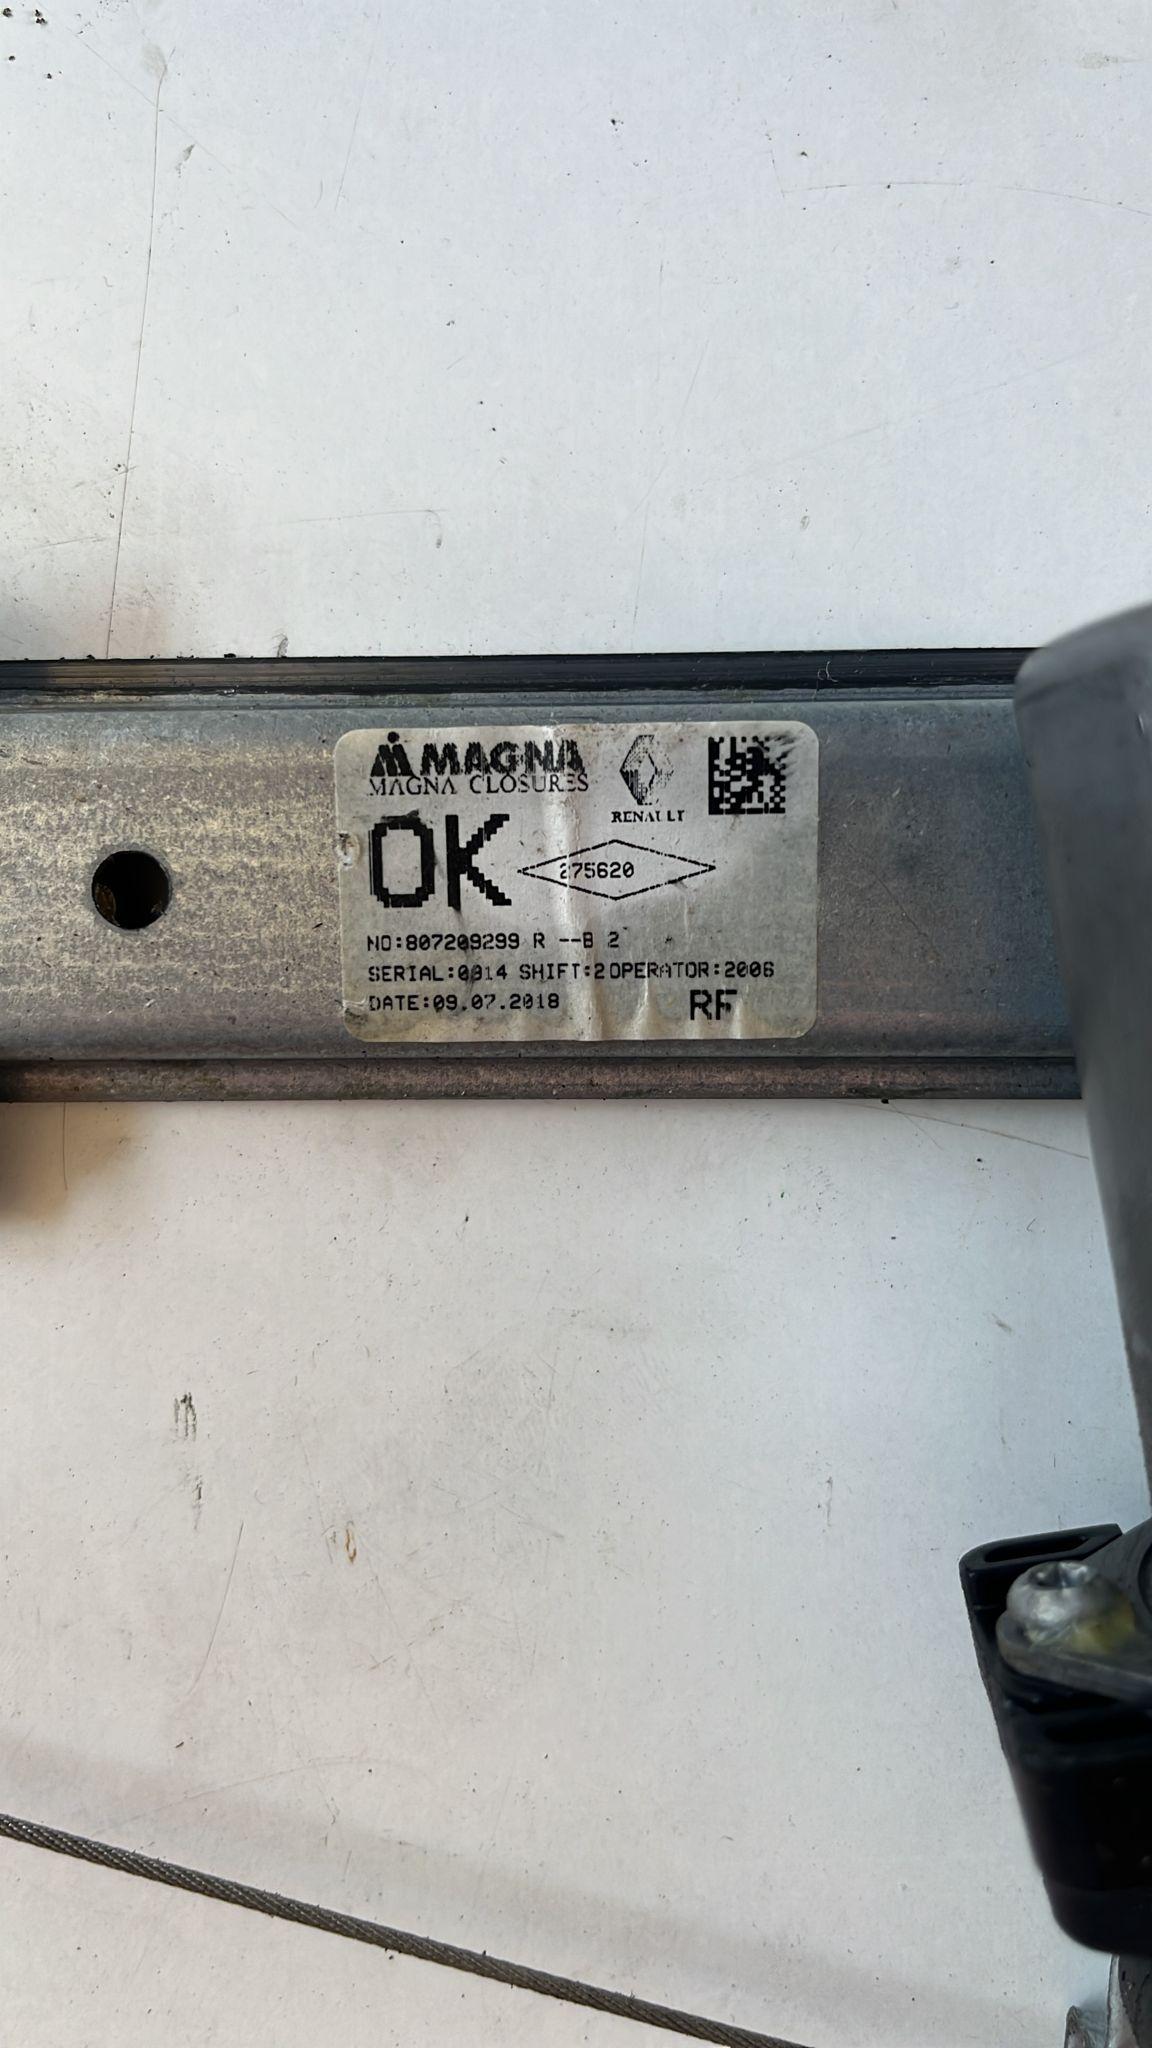 MAGNA
MAGNA CLOSURES
RENAULT
OK
275620
NO:807209299 R --B 2
SERIAL:0014 SHIFT:2 OPERATOR:2006
DATE:09.07.2018
RF